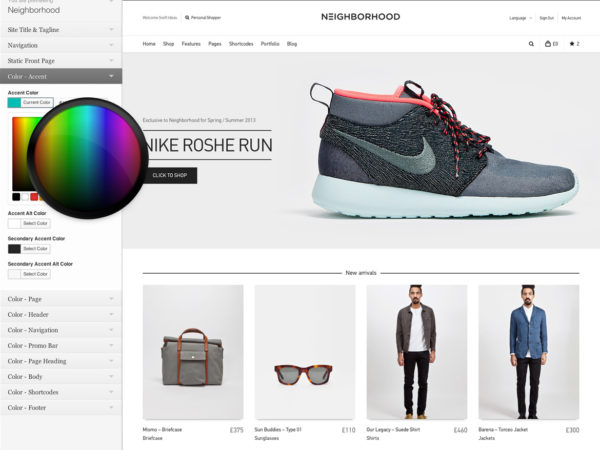 You are previewing
Neighborhood
Site Title & Tagline
Navigation
Static Front Page
Color - Accent
Accent Color
Current Color
Accent Alt Color
Select Color
Secondary Accent Color
Select Color
Secondary Accent Alt Color
Select Color
Color - Page
Color - Header
Color - Navigation
Color - Promo Bar
Color - Page Heading
Color - Body
Color - Shortcodes
Color - Footer
Welcome Swift Ideas Personal Shopper
NEIGHBORHOOD
Language Sign Out My Account
Home Shop Features Pages Shortcodes Portfolio Blog
£0 2
Exclusive to Neighborhood for Spring / Summer 2013
NIKE ROSHE RUN
CLICK TO SHOP
New arrivals
Mismo – Briefcase £375
Briefcase
Sun Buddies – Type 01 £110
Sunglasses
Our Legacy – Suede Shirt £460
Shirts
Barena – Torceo Jacket £300
Jackets